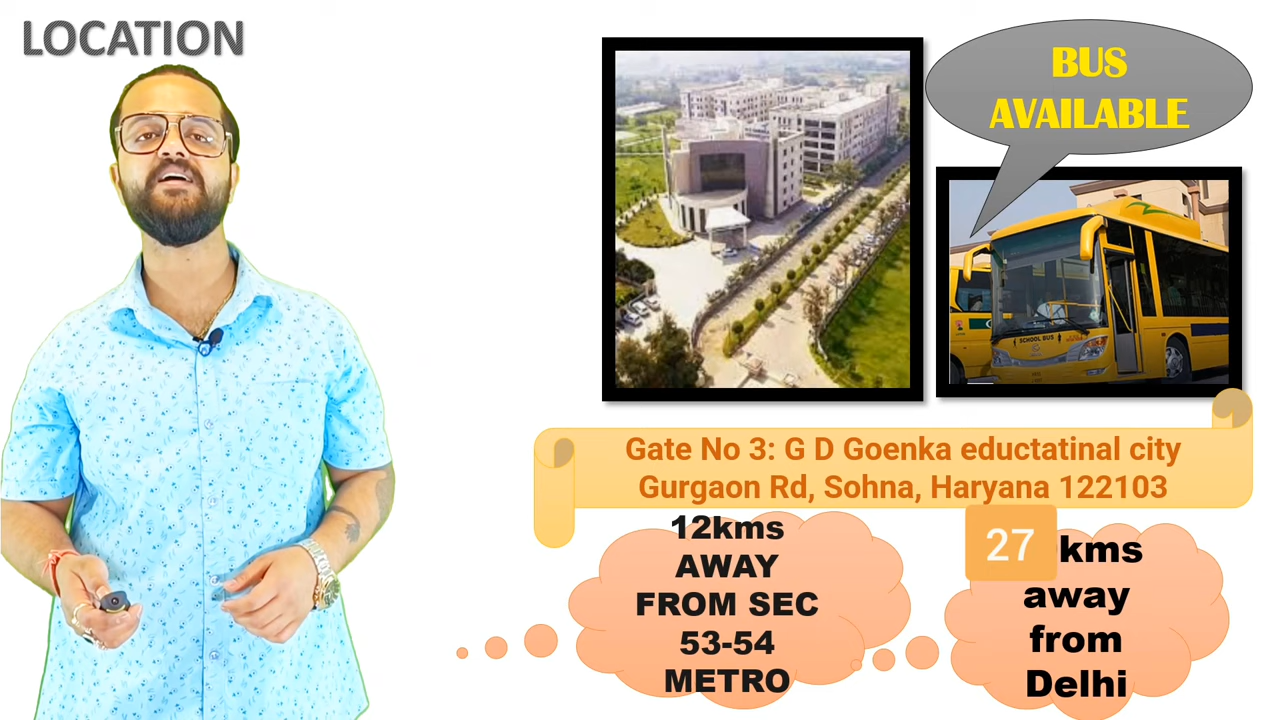 LOCATION
BUS
AVAILABLE
SCHOOL BUS
Gate No 3: G D Goenka eductatinal city
Gurgaon Rd, Sohna, Haryana 122103
12kms
AWAY
FROM SEC
53-54
METRO
27
kms
away
from
Delhi